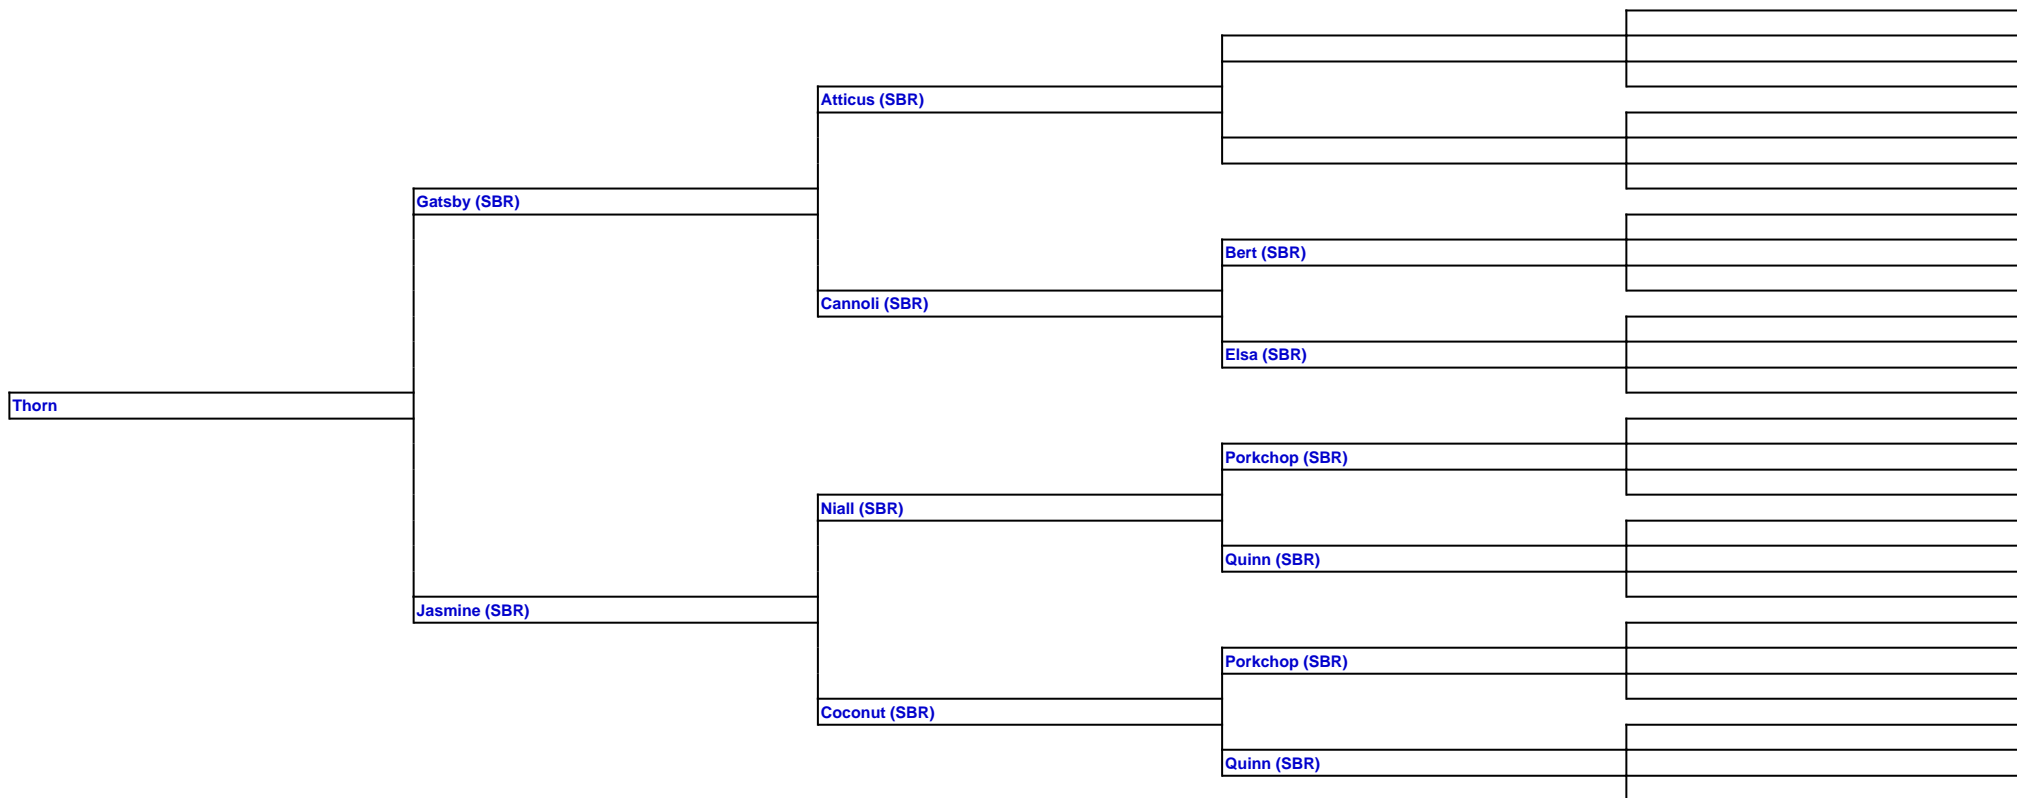 Atticus (SBR)
Gatsby (SBR)
Bert (SBR)
Cannoli (SBR)
Elsa (SBR)
Thorn
Porkchop (SBR)
Niall (SBR)
Quinn (SBR)
Jasmine (SBR)
Porkchop (SBR)
Coconut (SBR)
Quinn (SBR)